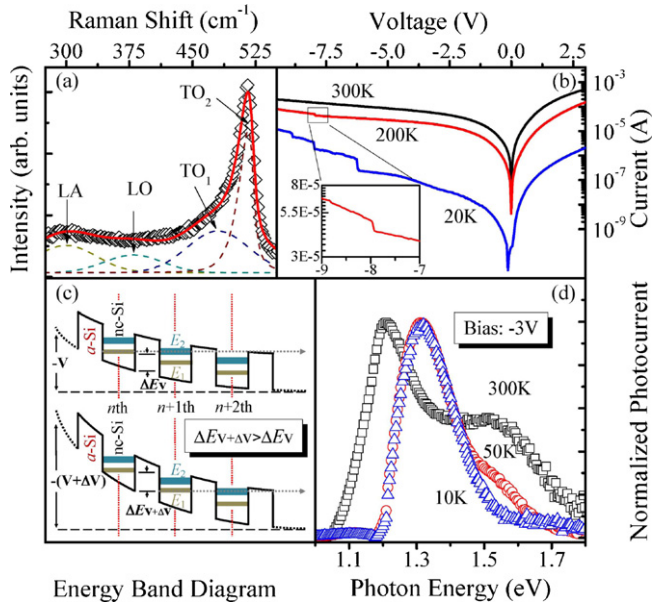 Raman Shift (cm⁻¹)
Voltage (V)
300 375 450 525
-7.5 -5.0 -2.5 0.0 2.5
Intensity (arb. units)
(a)
TO₂
TO₁
LA
LO
(b)
300K
200K
20K
8E-5
5.5E-5
3E-5
-9 -8 -7
10⁻³
10⁻⁵
10⁻⁷
10⁻⁹
Current (A)
(c)
a-Si
nc-Si
E₂
E₁
ΔEv
-V
nth n+1th n+2th
ΔEv+Δv>ΔEv
a-Si
nc-Si
E₂
E₁
ΔEv+Δv
-(V+ΔV)
Energy Band Diagram
(d)
Bias: -3V
300K
50K
10K
1.1 1.3 1.5 1.7
Photon Energy (eV)
Normalized Photocurrent